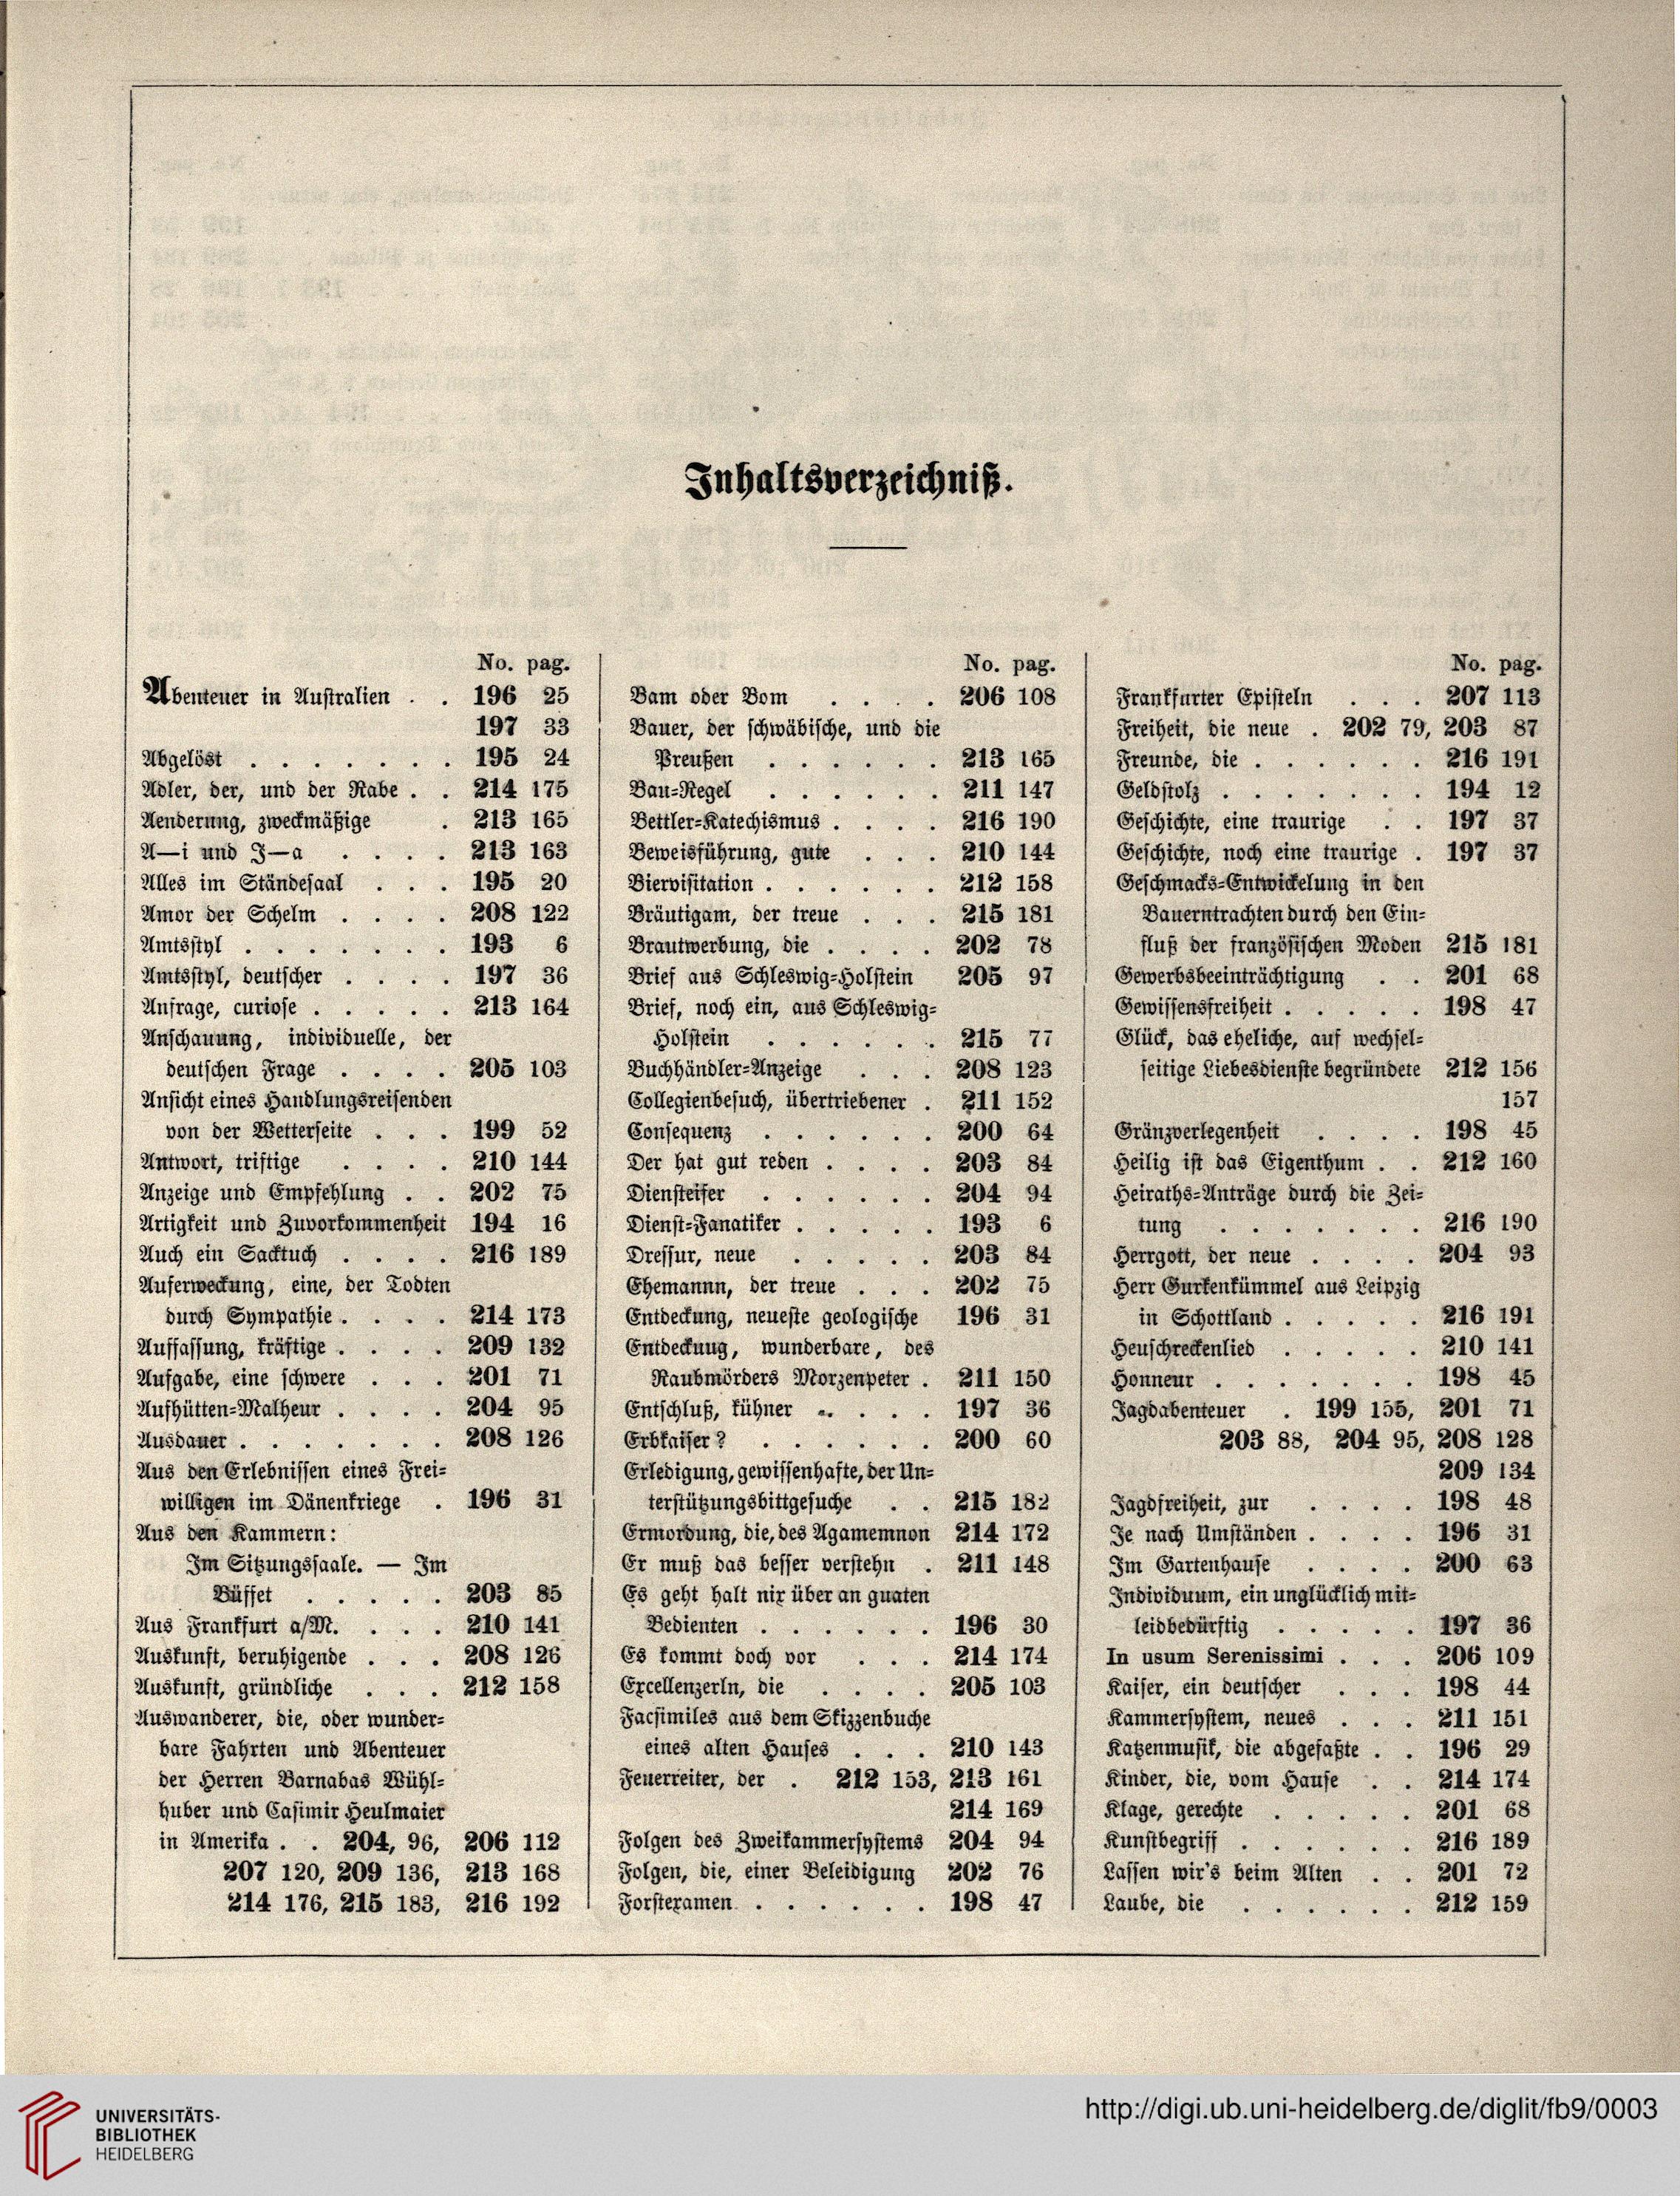 Inhaltsverzeichniß.
No. pag.
Abenteuer in Australien . . 196 25
197 33
Abgelöst . . . . . . . 195 24
Adler, der, und der Rabe . . 214 175
Aenderung, zweckmäßige . 213 165
A—i und J—a . . . . 213 163
Alles im Ständesaal . . . 195 20
Amor der Schelm . . . . 208 122
Amtsstyl . . . . . . . 193 6
Amtsstyl, deutscher . . . . 197 36
Anfrage, curiose . . . . . 213 164
Anschauung, individuelle, der
deutschen Frage . . . . 205 103
Ansicht eines Handlungsreisenden
von der Wetterseite . . . 199 52
Antwort, triftige . . . . 210 144
Anzeige und Empfehlung . . 202 75
Artigkeit und Zuvorkommenheit 194 16
Auch ein Sacktuch . . . . 216 189
Auferweckung, eine, der Todten
durch Sympathie . . . . 214 173
Auffassung, kräftige . . . . 209 132
Aufgabe, eine schwere . . . 201 71
Aufhütten-Malheur . . . . 204 95
Ausdauer . . . . . . . 208 126
Aus den Erlebnissen eines Frei-
willigen im Dänenkriege . 196 31
Aus den Kammern:
Im Sitzungssaale. — Im
Büffet . . . . . 203 85
Aus Frankfurt a/M. . . . 210 141
Auskunft, beruhigende . . . 208 126
Auskunft, gründliche . . . 212 158
Auswanderer, die, oder wunder-
bare Fahrten und Abenteuer
der Herren Barnabas Wühl-
huber und Casimir Heulmaier
in Amerika . . 204, 96, 206 112
207 120, 209 136, 213 168
214 176, 215 183, 216 192
No. pag.
Bam oder Bom . . . . 206 108
Bauer, der schwäbische, und die
Preußen . . . . . . 213 165
Bau-Regel . . . . . . 211 147
Bettler-Katechismus . . . . 216 190
Beweisführung, gute . . . 210 144
Biervisitation . . . . . . 212 158
Bräutigam, der treue . . . 215 181
Brautwerbung, die . . . . 202 78
Brief aus Schleswig-Holstein 205 97
Brief, noch ein, aus Schleswig-
Holstein . . . . . . 215 77
Buchhändler-Anzeige . . . 208 123
Collegienbesuch, übertriebener . 211 152
Consequenz . . . . . . 200 64
Der hat gut reden . . . . 203 84
Diensteifer . . . . . . 204 94
Dienst-Fanatiker . . . . . 193 6
Dressur, neue . . . . . 203 84
Ehemannn, der treue . . . 202 75
Entdeckung, neueste geologische 196 31
Entdeckung, wunderbare, des
Raubmörders Morzenpeter . 211 150
Entschluß, kühner . . . . . 197 36
Erbkaiser? . . . . . . 200 60
Erledigung, gewissenhafte, der Un-
terstützungsbittgesuche . . 215 182
Ermordung, die, des Agamemnon 214 172
Er muß das besser verstehn . 211 148
Es geht halt nix über an guaten
Bedienten . . . . . . 196 30
Es kommt doch vor . . . 214 174
Excellenzerln, die . . . . 205 103
Facsimiles aus dem Skizzenbuche
eines alten Hauses . . . 210 143
Feuerreiter, der . 212 153, 213 161
214 169
Folgen des Zweikammersystems 204 94
Folgen, die, einer Beleidigung 202 76
Forstexamen . . . . . . 198 47
No. pag.
Frankfurter Episteln . . . 207 113
Freiheit, die neue . 202 79, 203 87
Freunde, die . . . . . . 216 191
Geldstolz . . . . . . . 194 12
Geschichte, eine traurige . . 197 37
Geschichte, noch eine traurige . 197 37
Geschmacks-Entwickelung in den
Bauerntrachten durch den Ein-
fluß der französischen Moden 215 181
Gewerbsbeeinträchtigung . . 201 68
Gewissensfreiheit . . . . . 198 47
Glück, das eheliche, auf wechsel-
seitige Liebesdienste begründete 212 156
157
Gränzverlegenheit . . . . 198 45
Heilig ist das Eigenthum . . 212 160
Heiraths-Anträge durch die Zei-
tung . . . . . . . 216 190
Herrgott, der neue . . . . 204 93
Herr Gurkenkümmel aus Leipzig
in Schottland . . . . . 216 191
Heuschreckenlied . . . . . 210 141
Honneur . . . . . . . 198 45
Jagdabenteuer . 199 155, 201 71
203 88, 204 95, 208 128
209 134
Jagdfreiheit, zur . . . . 198 48
Je nach Umständen . . . . 196 31
Im Gartenhause . . . . 200 63
Individuum, ein unglücklich mit-
leidbedürftig . . . . . 197 36
In usum Serenissimi . . . 206 109
Kaiser, ein deutscher . . . 198 44
Kammersystem, neues . . . 211 151
Katzenmusik, die abgefaßte . . 196 29
Kinder, die, vom Hause . . 214 174
Klage, gerechte . . . . . 201 68
Kunstbegriff . . . . . . 216 189
Lassen wir's beim Alten . . 201 72
Laube, die . . . . . . 212 159
UNIVERSITÄTS-
BIBLIOTHEK
HEIDELBERG
http://digi.ub.uni-heidelberg.de/diglit/fb9/0003